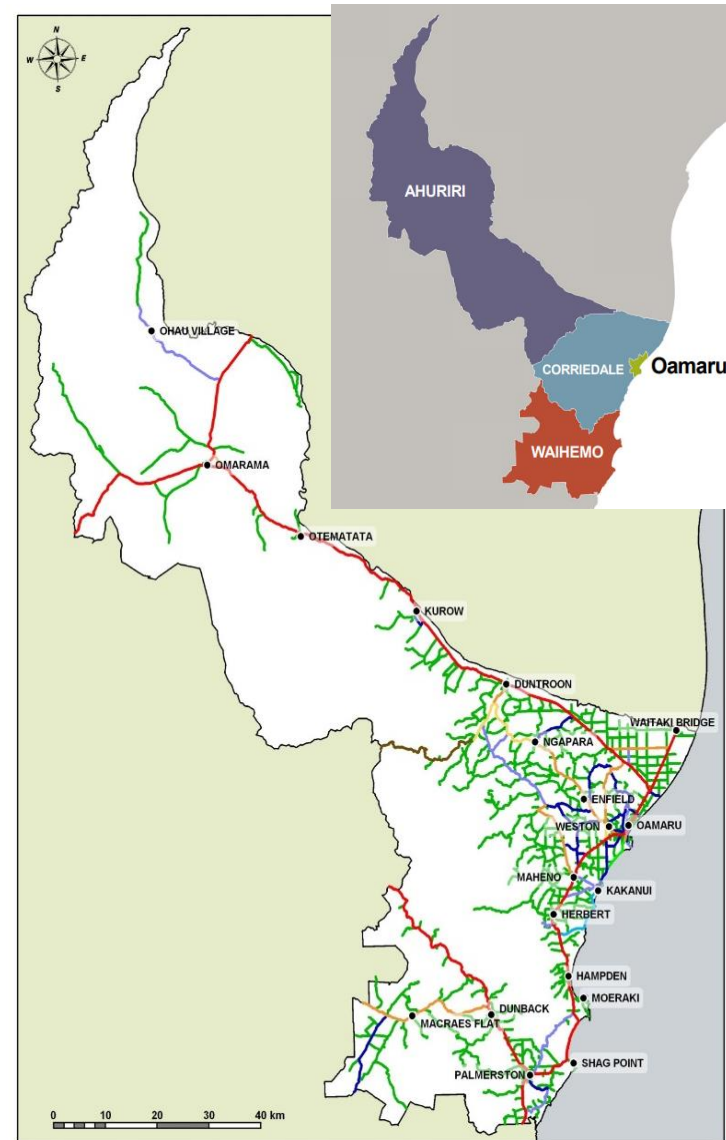 N
W E
S
AHURIRI
CORRIEDALE
Oamaru
WAIHEMO
OHAU VILLAGE
OMARAMA
OTEMATATA
KUROW
DUNTROON
WAITAKI BRIDGE
NGAPARA
ENFIELD
WESTON
OAMARU
MAHENO
KAKANUI
HERBERT
HAMPDEN
MOERAKI
DUNBACK
MACRAES FLAT
SHAG POINT
PALMERSTON
0 10 20 30 40 km